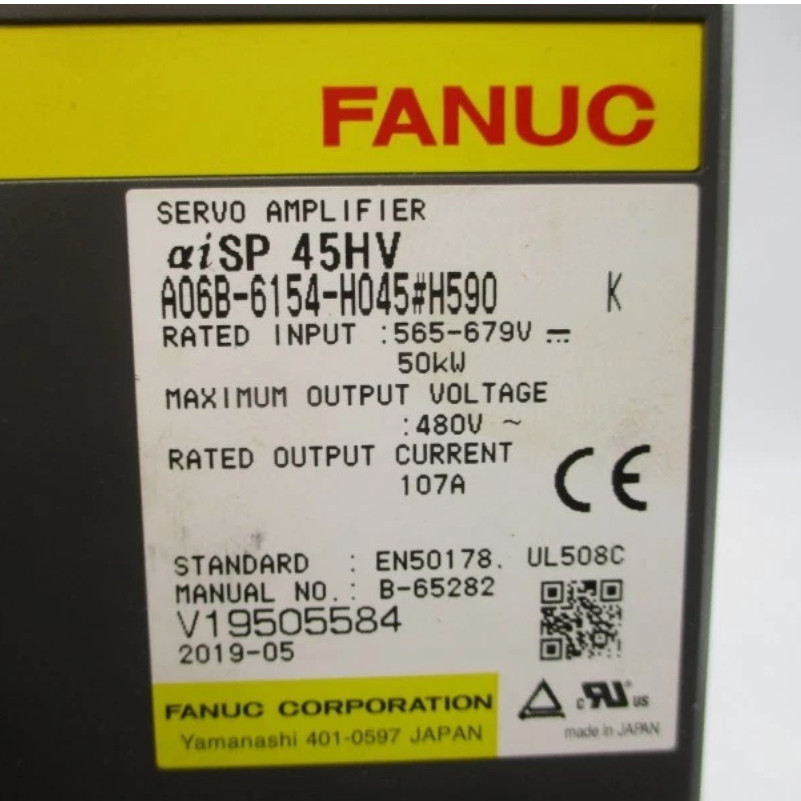 FANUC
SERVO AMPLIFIER
αiSP 45HV
A06B-6154-H045#H590 K
RATED INPUT :565-679V ⎓
50kW
MAXIMUM OUTPUT VOLTAGE
:480V ~
RATED OUTPUT CURRENT
107A
CE
STANDARD : EN50178. UL508C
MANUAL NO.: B-65282
V19505584
2019-05
FANUC CORPORATION
Yamanashi 401-0597 JAPAN
c RU US
made in JAPAN